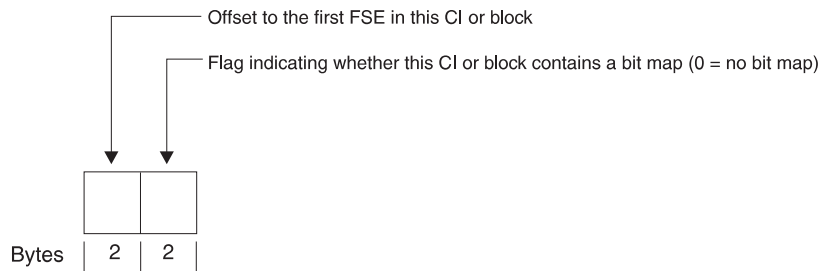 Offset to the first FSE in this CI or block
Flag indicating whether this CI or block contains a bit map (0 = no bit map)
Bytes 2 2